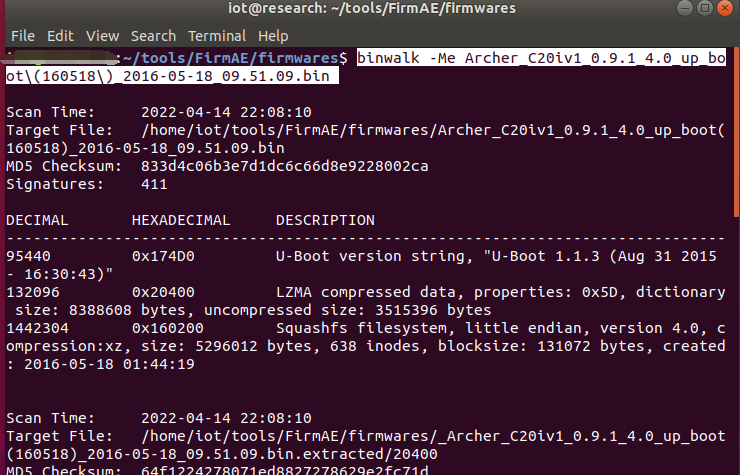 iot@research: ~/tools/FirmAE/firmwares
File Edit View Search Terminal Help
:~/tools/FirmAE/firmwares$ binwalk -Me Archer_C20iv1_0.9.1_4.0_up_bo
ot\(160518\)_2016-05-18_09.51.09.bin
Scan Time:     2022-04-14 22:08:10
Target File:   /home/iot/tools/FirmAE/firmwares/Archer_C20iv1_0.9.1_4.0_up_boot(
160518)_2016-05-18_09.51.09.bin
MD5 Checksum:  833d4c06b3e7d1dc6c66d8e9228002ca
Signatures:    411
DECIMAL       HEXADECIMAL     DESCRIPTION
--------------------------------------------------------------------------------
95440         0x174D0         U-Boot version string, "U-Boot 1.1.3 (Aug 31 2015
- 16:30:43)"
132096        0x20400         LZMA compressed data, properties: 0x5D, dictionary
size: 8388608 bytes, uncompressed size: 3515396 bytes
1442304       0x160200        Squashfs filesystem, little endian, version 4.0, c
ompression:xz, size: 5296012 bytes, 638 inodes, blocksize: 131072 bytes, created
: 2016-05-18 01:44:19
Scan Time:     2022-04-14 22:08:10
Target File:   /home/iot/tools/FirmAE/firmwares/_Archer_C20iv1_0.9.1_4.0_up_boot
(160518)_2016-05-18_09.51.09.bin.extracted/20400
MD5 Checksum:  64f1224278071ed8827278629e2fc71d